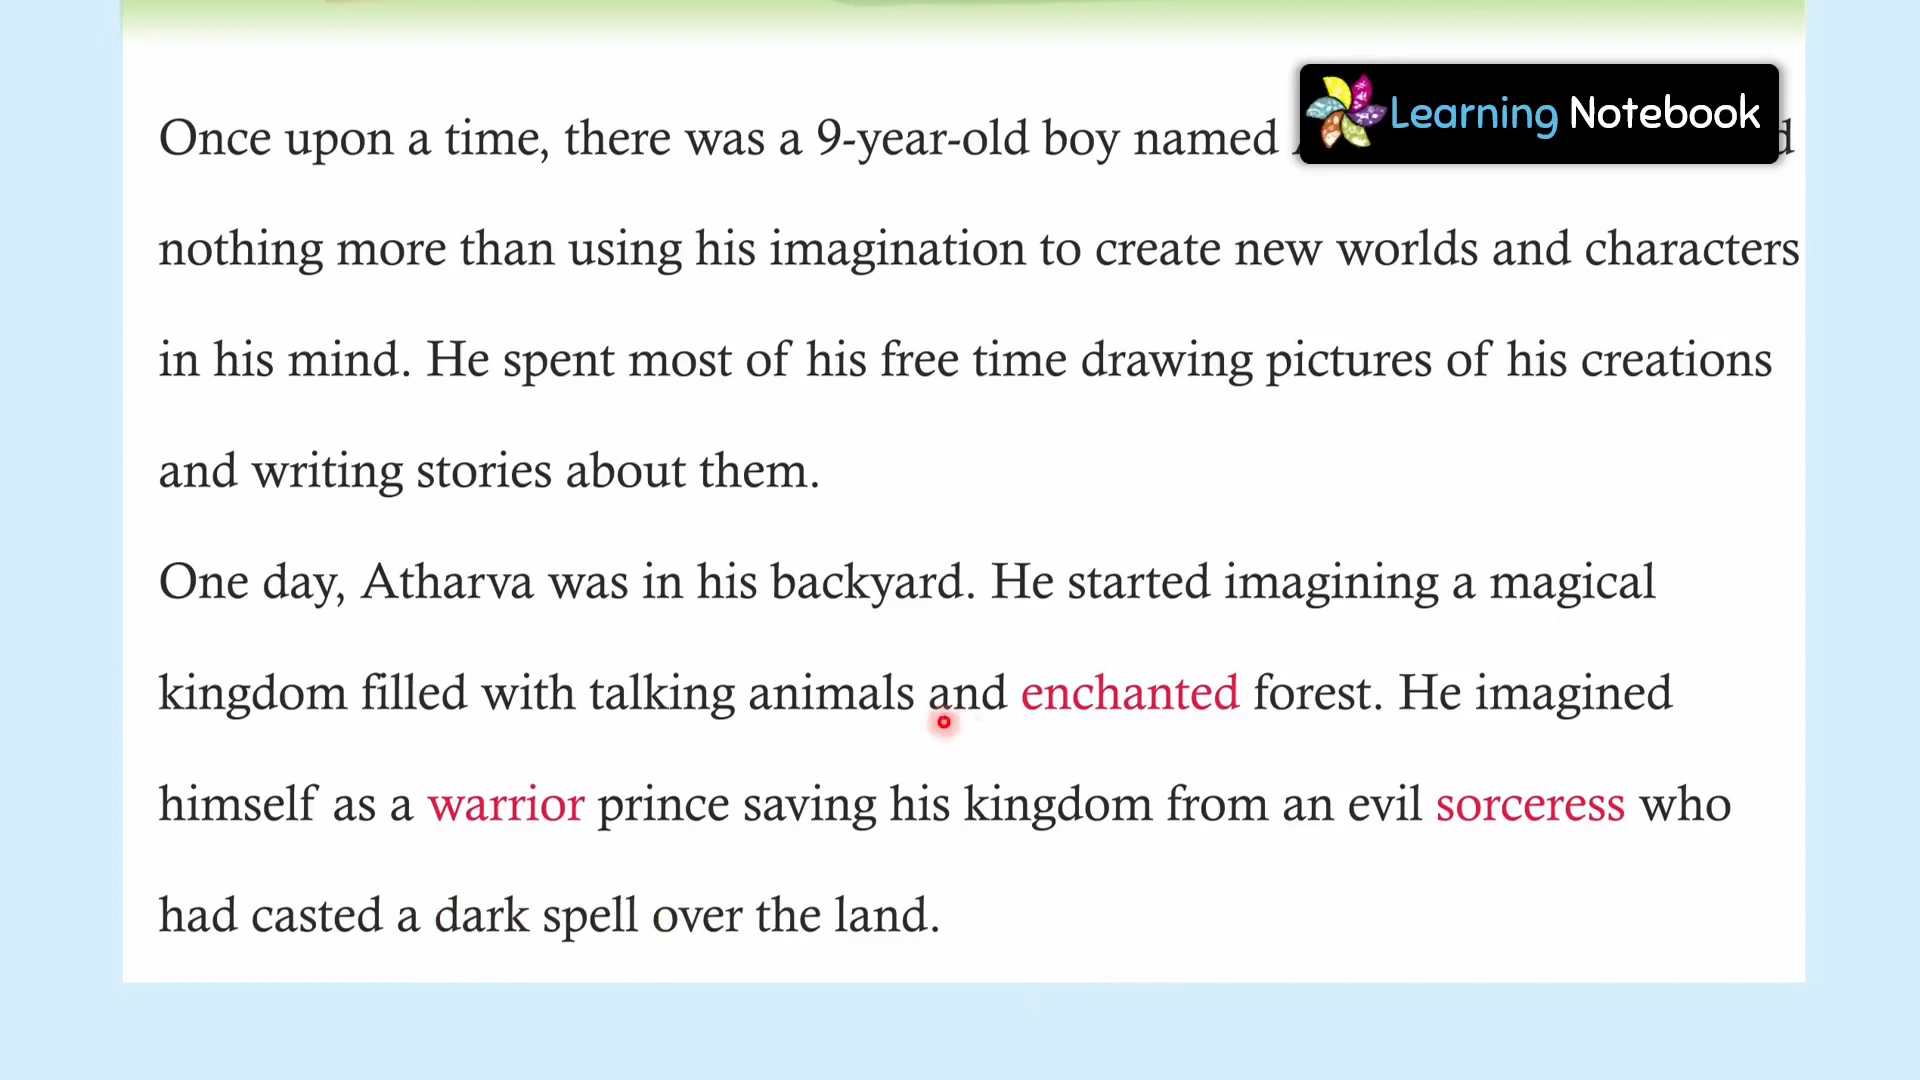 Learning Notebook
Once upon a time, there was a 9-year-old boy named
nothing more than using his imagination to create new worlds and characters
in his mind. He spent most of his free time drawing pictures of his creations
and writing stories about them.
One day, Atharva was in his backyard. He started imagining a magical
kingdom filled with talking animals and enchanted forest. He imagined
himself as a warrior prince saving his kingdom from an evil sorceress who
had casted a dark spell over the land.